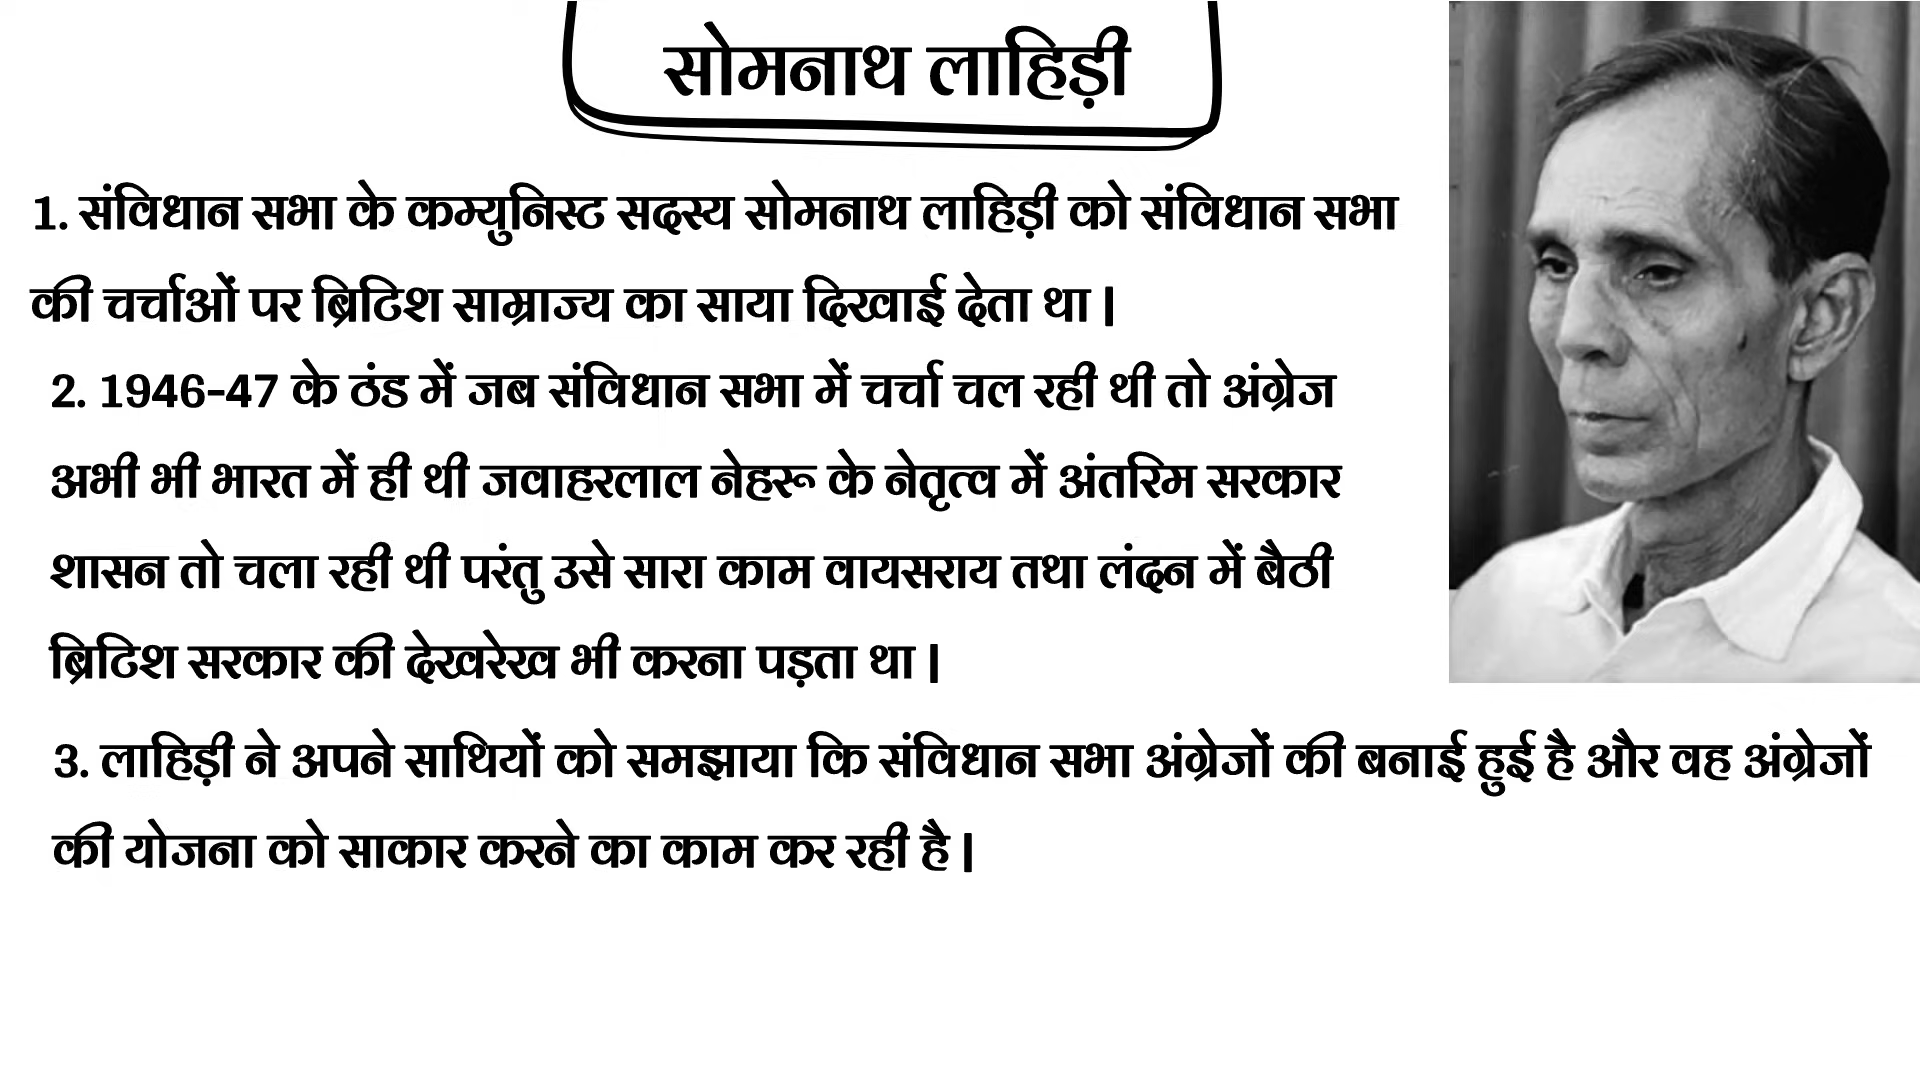 सोमनाथ लाहिड़ी
1. संविधान सभा के कम्युनिस्ट सदस्य सोमनाथ लाहिड़ी को संविधान सभा
की चर्चाओं पर ब्रिटिश साम्राज्य का साया दिखाई देता था |
2. 1946-47 के ठंड में जब संविधान सभा में चर्चा चल रही थी तो अंग्रेज
अभी भी भारत में ही थी जवाहरलाल नेहरू के नेतृत्व में अंतरिम सरकार
शासन तो चला रही थी परंतु उसे सारा काम वायसराय तथा लंदन में बैठी
ब्रिटिश सरकार की देखरेख भी करना पड़ता था |
3. लाहिड़ी ने अपने साथियों को समझाया कि संविधान सभा अंग्रेजों की बनाई हुई है और वह अंग्रेजों
की योजना को साकार करने का काम कर रही है |